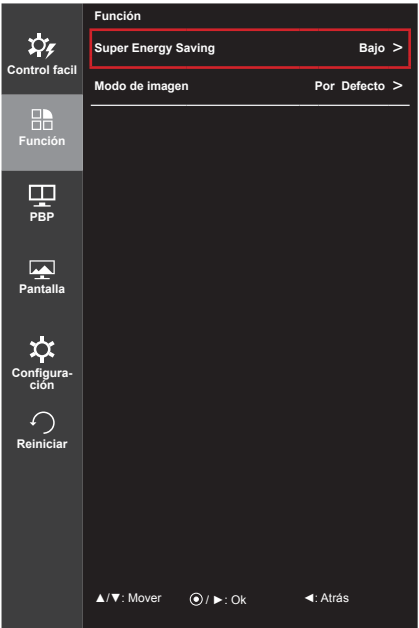 Control facil
Función
PBP
Pantalla
Configura-
ción
Reiniciar
Función
Super Energy Saving Bajo >
Modo de imagen Por Defecto >
▲/▼: Mover ⦿ / ►: Ok ◄: Atrás